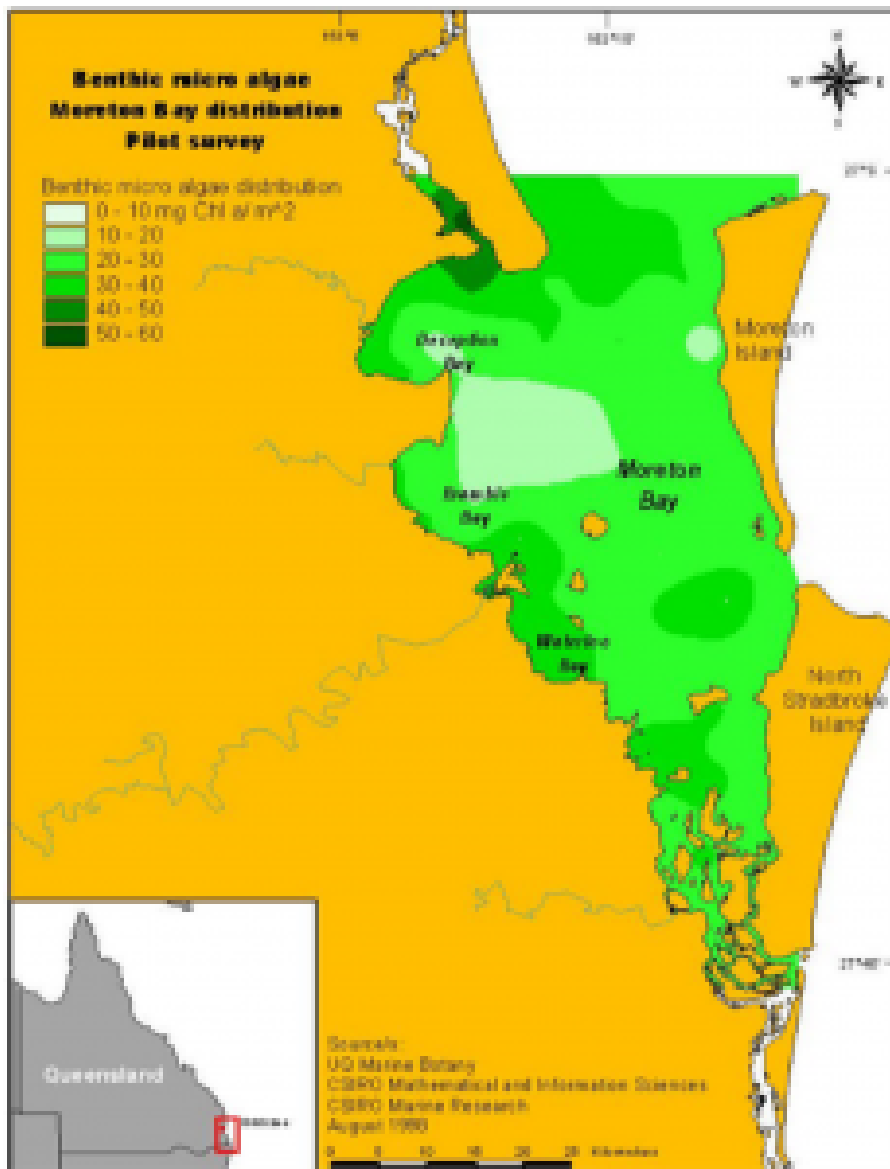 Benthic micro algae
Moreton Bay distribution
Pilot survey
Benthic micro algae distribution
0 - 10 mg Chl a/m^2
10 - 20
20 - 30
30 - 40
40 - 50
50 - 60
N
W
E
S
Deception
Bay
Moreton
Island
Moreton
Bay
Bramble
Bay
Waterloo
Bay
North
Stradbroke
Island
Queensland
Source/s:
UQ Marine Botany
CSIRO Mathematical and Information Sciences
CSIRO Marine Research
Kilometers